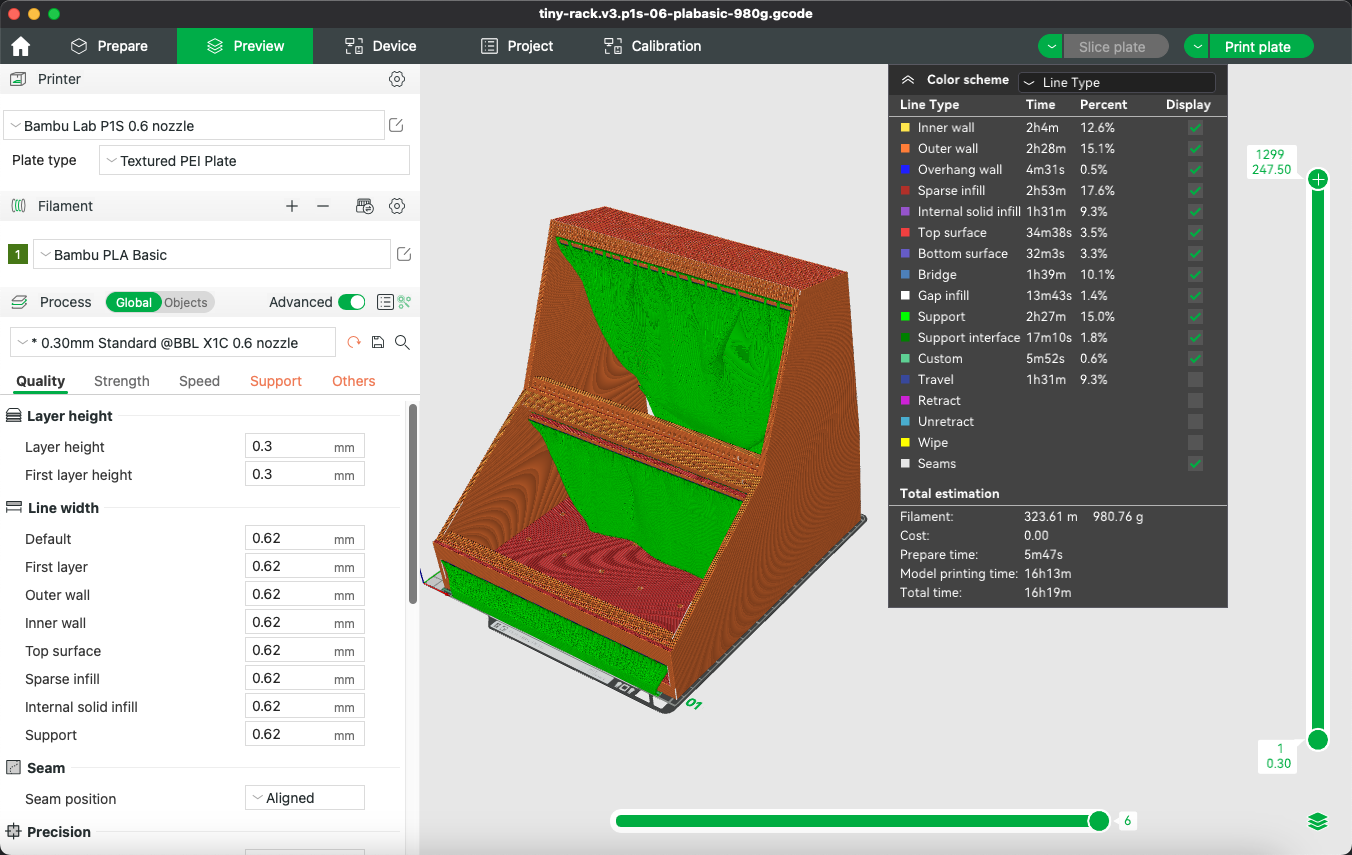 tiny-rack.v3.p1s-06-plabasic-980g.gcode
Prepare
Preview
Device
Project
Calibration
Slice plate
Print plate
Printer
Bambu Lab P1S 0.6 nozzle
Plate type
Textured PEI Plate
Filament
1
Bambu PLA Basic
Process
Global
Objects
Advanced
* 0.30mm Standard @BBL X1C 0.6 nozzle
Quality
Strength
Speed
Support
Others
Layer height
Layer height 0.3 mm
First layer height 0.3 mm
Line width
Default 0.62 mm
First layer 0.62 mm
Outer wall 0.62 mm
Inner wall 0.62 mm
Top surface 0.62 mm
Sparse infill 0.62 mm
Internal solid infill 0.62 mm
Support 0.62 mm
Seam
Seam position Aligned
Precision
01
Color scheme Line Type
Line Type Time Percent Display
Inner wall 2h4m 12.6%
Outer wall 2h28m 15.1%
Overhang wall 4m31s 0.5%
Sparse infill 2h53m 17.6%
Internal solid infill 1h31m 9.3%
Top surface 34m38s 3.5%
Bottom surface 32m3s 3.3%
Bridge 1h39m 10.1%
Gap infill 13m43s 1.4%
Support 2h27m 15.0%
Support interface 17m10s 1.8%
Custom 5m52s 0.6%
Travel 1h31m 9.3%
Retract
Unretract
Wipe
Seams
Total estimation
Filament: 323.61 m 980.76 g
Cost: 0.00
Prepare time: 5m47s
Model printing time: 16h13m
Total time: 16h19m
1299
247.50
1
0.30
6